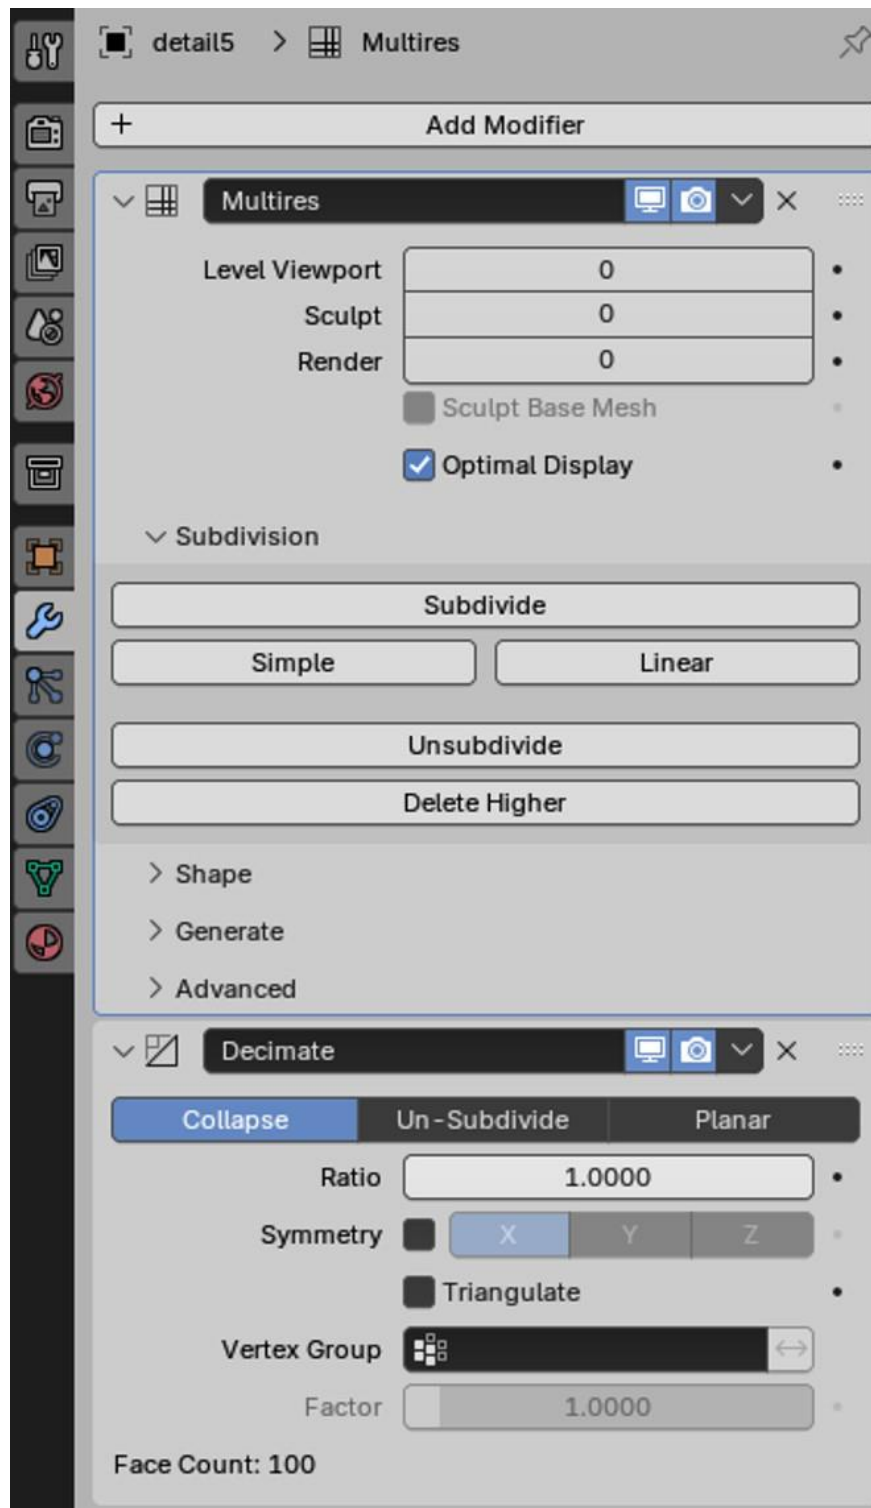 detail5 > Multires
+ Add Modifier
Multires
Level Viewport 0
Sculpt 0
Render 0
Sculpt Base Mesh
Optimal Display
Subdivision
Subdivide
Simple Linear
Unsubdivide
Delete Higher
Shape
Generate
Advanced
Decimate
Collapse Un-Subdivide Planar
Ratio 1.0000
Symmetry X Y Z
Triangulate
Vertex Group
Factor 1.0000
Face Count: 100